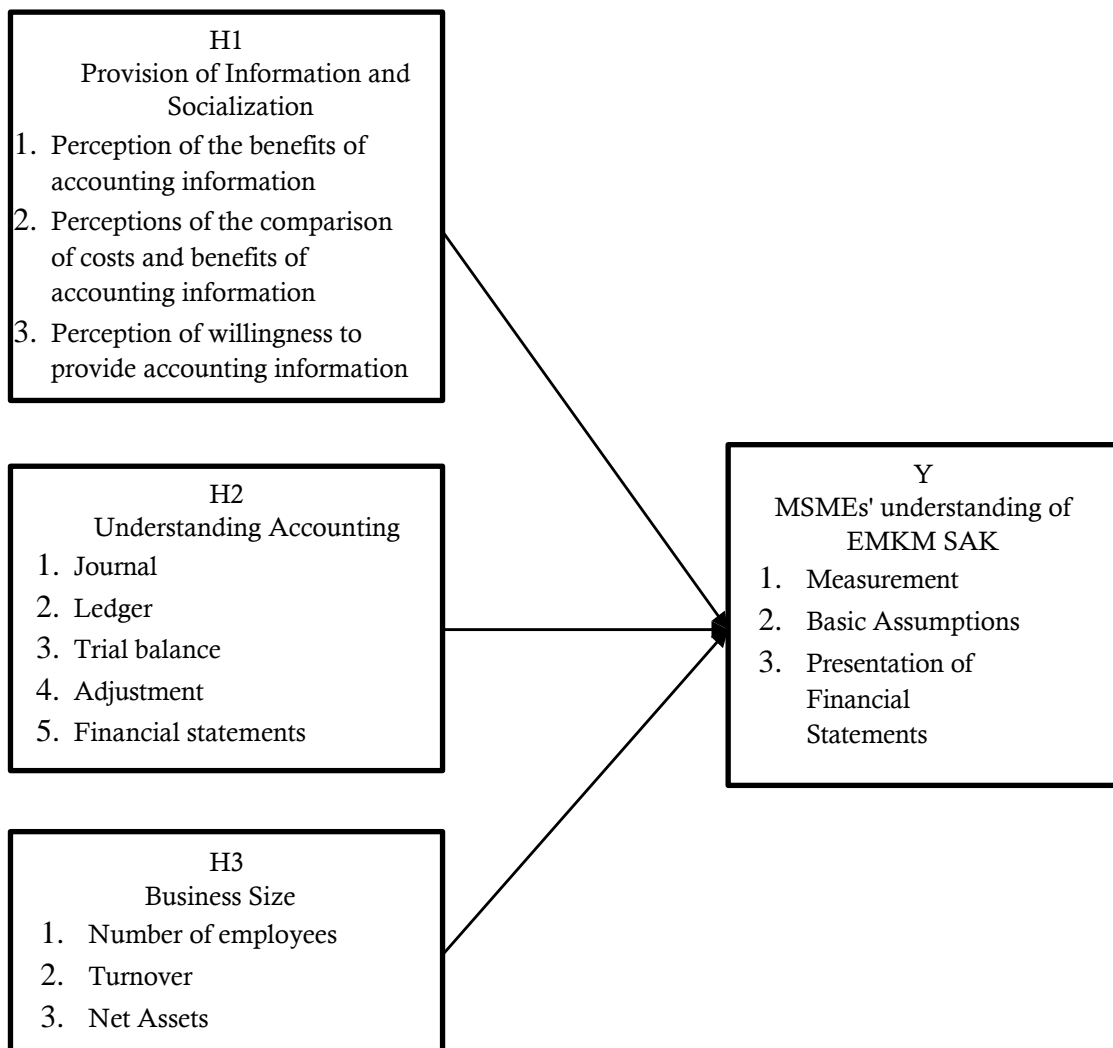 H1
Provision of Information and
Socialization
1. Perception of the benefits of
accounting information
2. Perceptions of the comparison
of costs and benefits of
accounting information
3. Perception of willingness to
provide accounting information
H2
Understanding Accounting
1. Journal
2. Ledger
3. Trial balance
4. Adjustment
5. Financial statements
H3
Business Size
1. Number of employees
2. Turnover
3. Net Assets
Y
MSMEs' understanding of
EMKM SAK
1. Measurement
2. Basic Assumptions
3. Presentation of
Financial
Statements